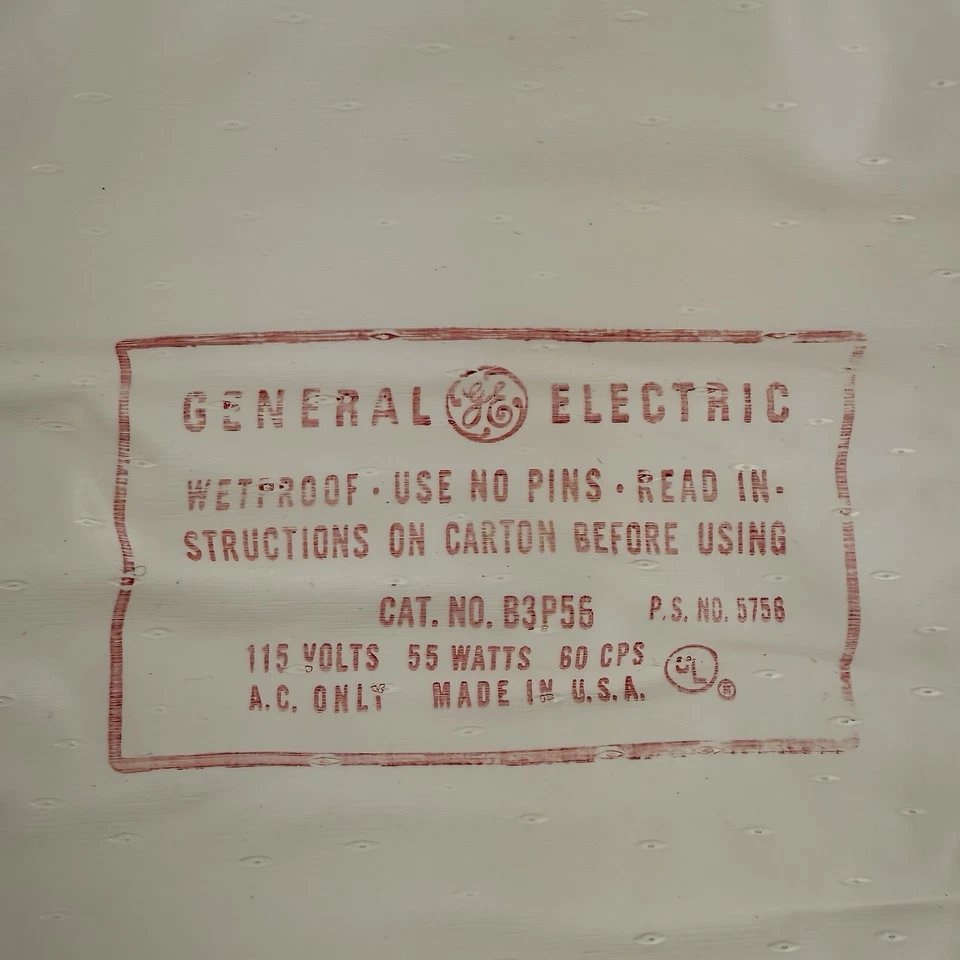 GENERAL GE ELECTRIC
WETPROOF · USE NO PINS · READ IN-
STRUCTIONS ON CARTON BEFORE USING
CAT. NO. B3P56 P.S. NO. 5756
115 VOLTS 55 WATTS 60 CPS
A.C. ONLY MADE IN U.S.A. UL ®